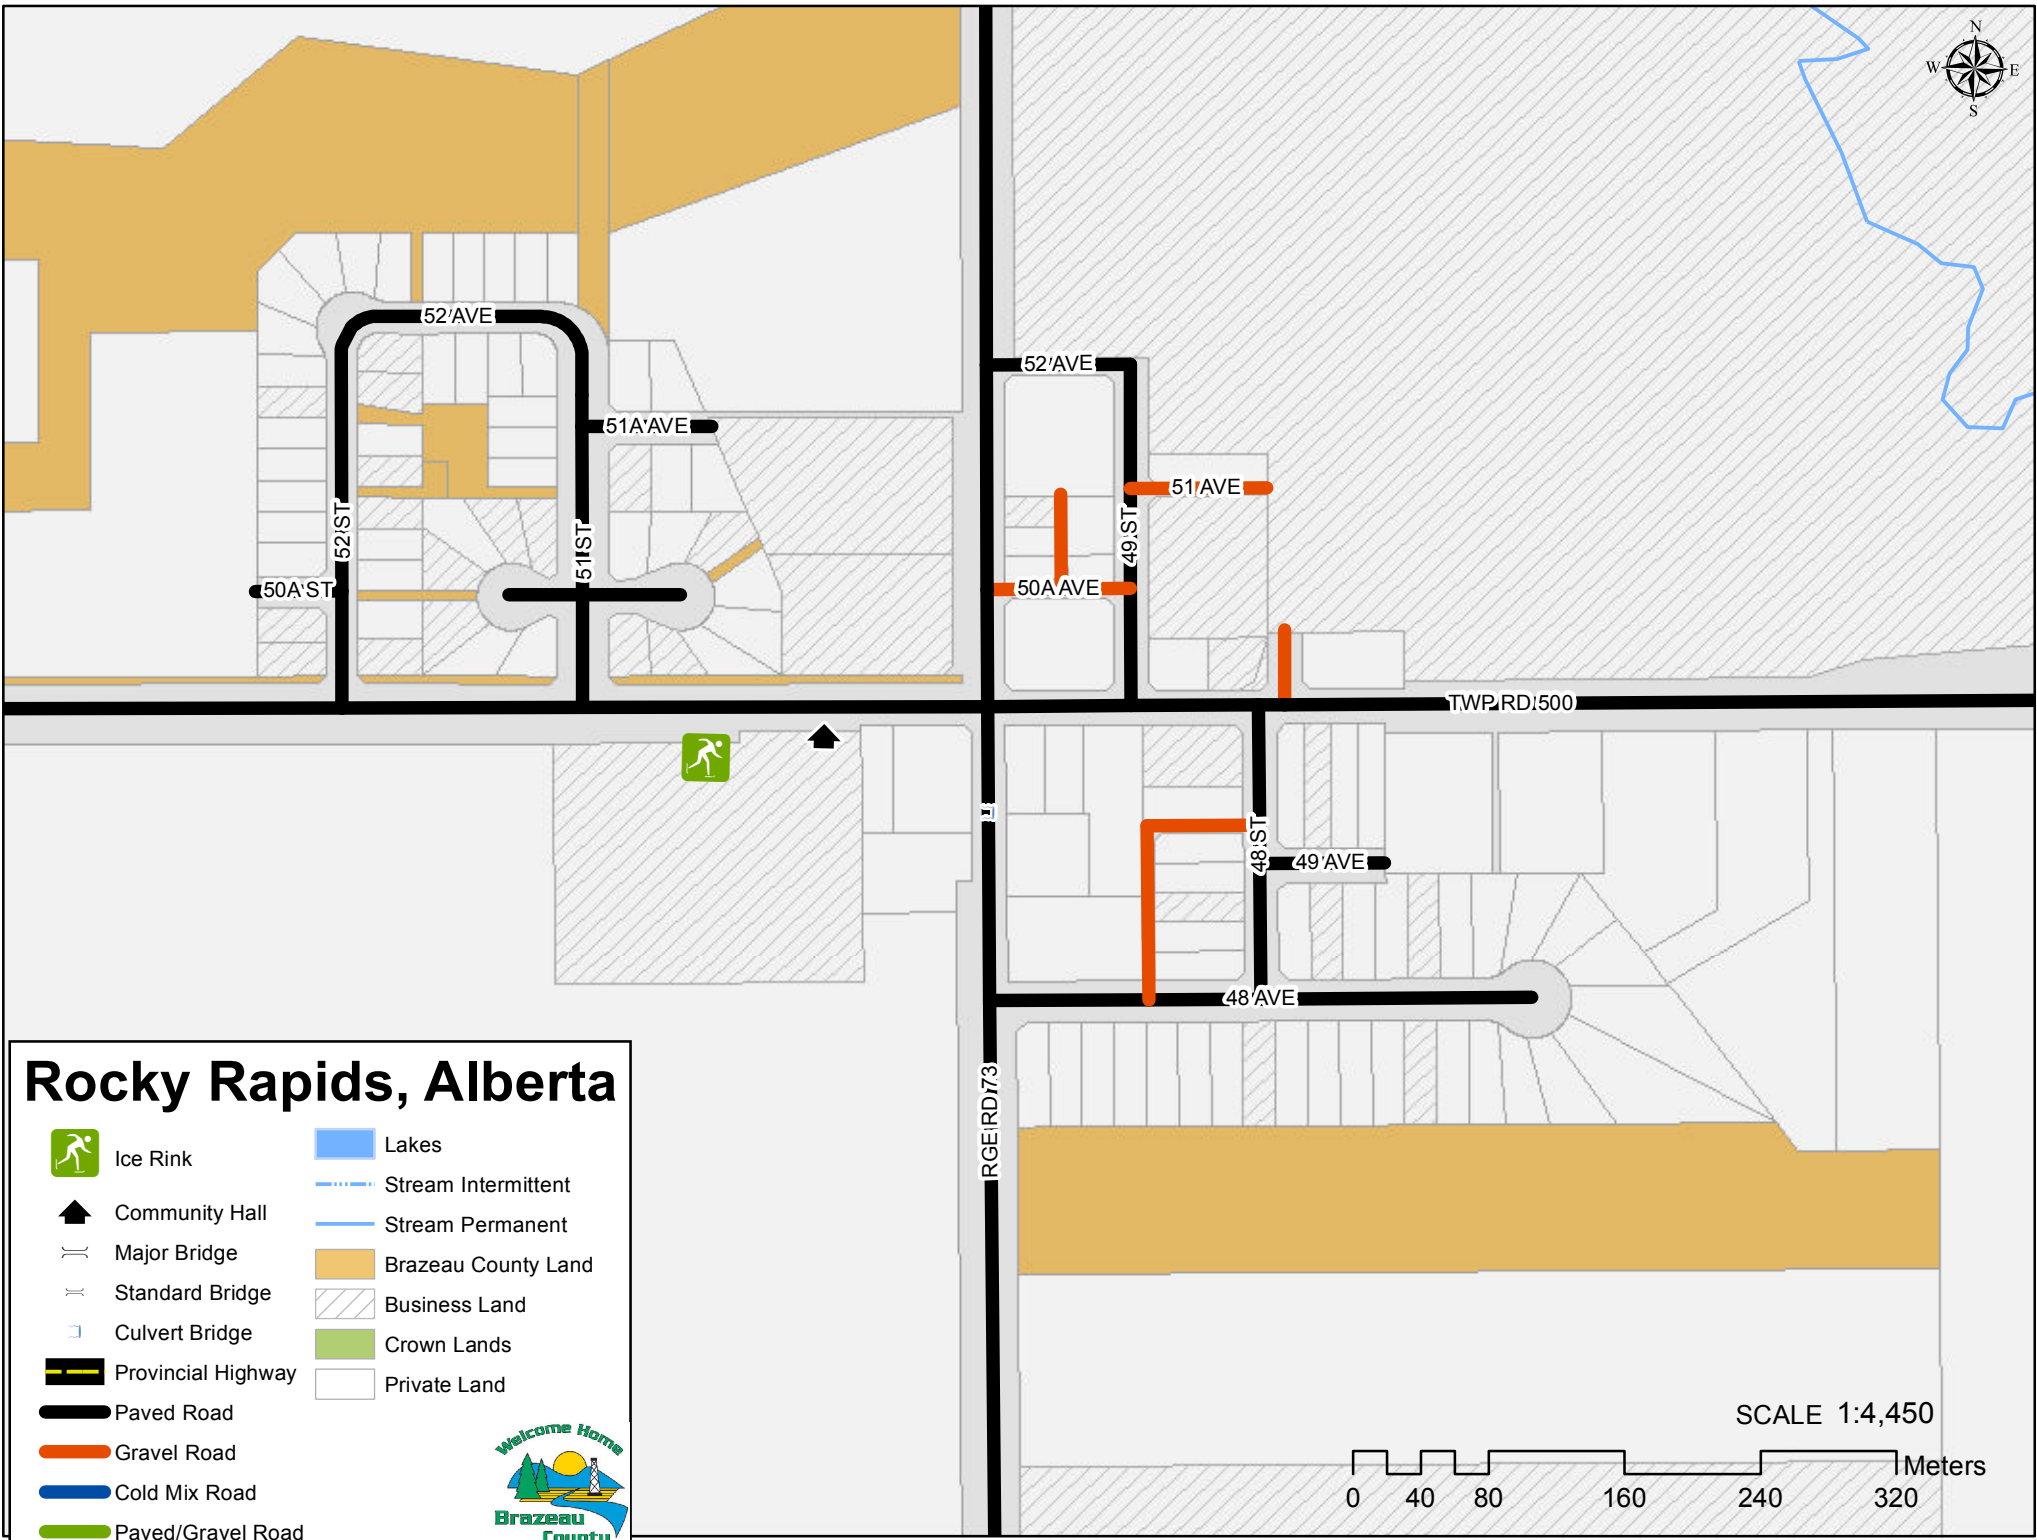 N
W E
S
52 AVE
52 AVE
51A AVE
51 AVE
52 ST
51 ST
49 ST
50A ST
50A AVE
TWP RD 500
48 ST
49 AVE
48 AVE
RGE RD 73
Rocky Rapids, Alberta
Ice Rink
Community Hall
Major Bridge
Standard Bridge
Culvert Bridge
Provincial Highway
Paved Road
Gravel Road
Cold Mix Road
Paved/Gravel Road
Lakes
Stream Intermittent
Stream Permanent
Brazeau County Land
Business Land
Crown Lands
Private Land
Welcome Home
Brazeau
County
SCALE 1:4,450
Meters
0 40 80 160 240 320